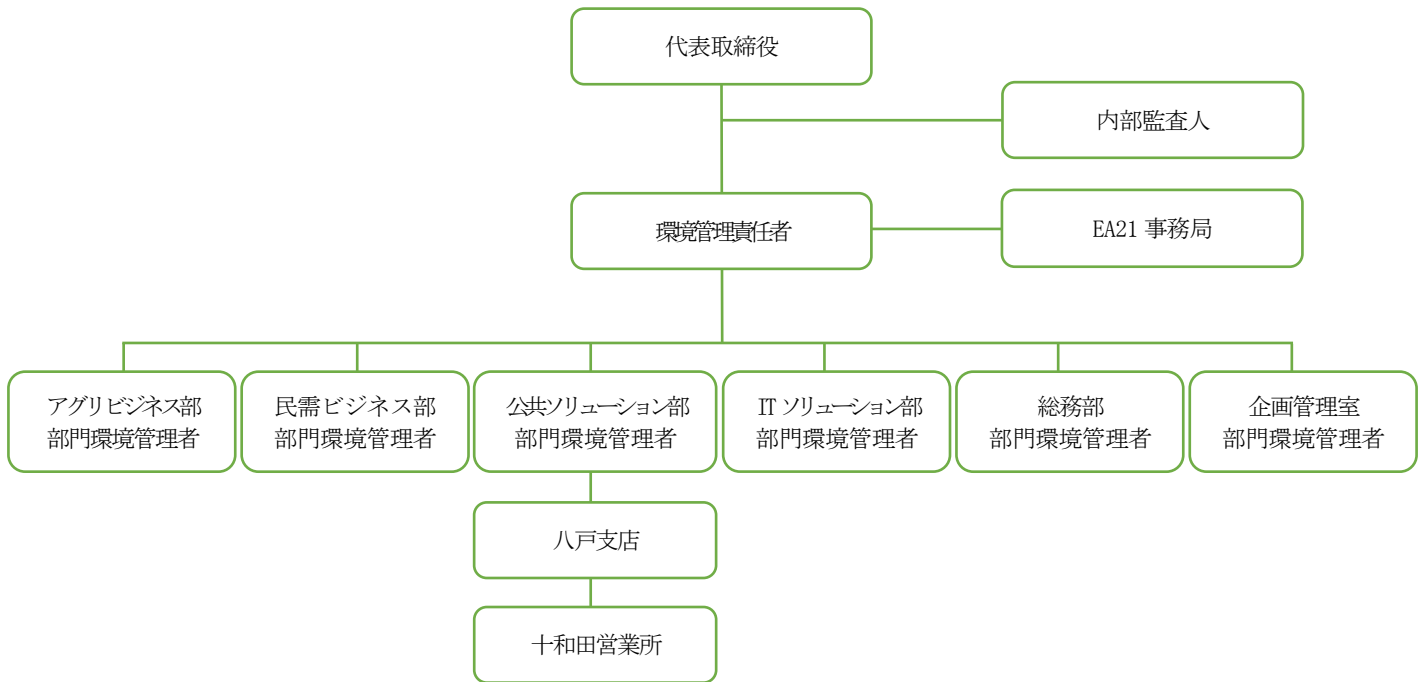 代表取締役
内部監査人
環境管理責任者
EA21 事務局
アグリビジネス部
部門環境管理者
民需ビジネス部
部門環境管理者
公共ソリューション部
部門環境管理者
IT ソリューション部
部門環境管理者
総務部
部門環境管理者
企画管理室
部門環境管理者
八戸支店
十和田営業所